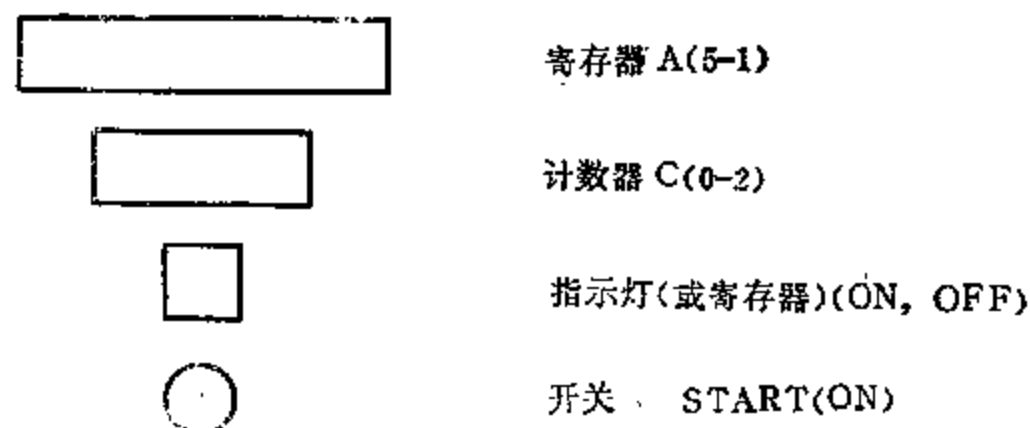 寄存器 A(5-1)
计数器 C(0-2)
指示灯(或寄存器)(ON, OFF)
开关 START(ON)